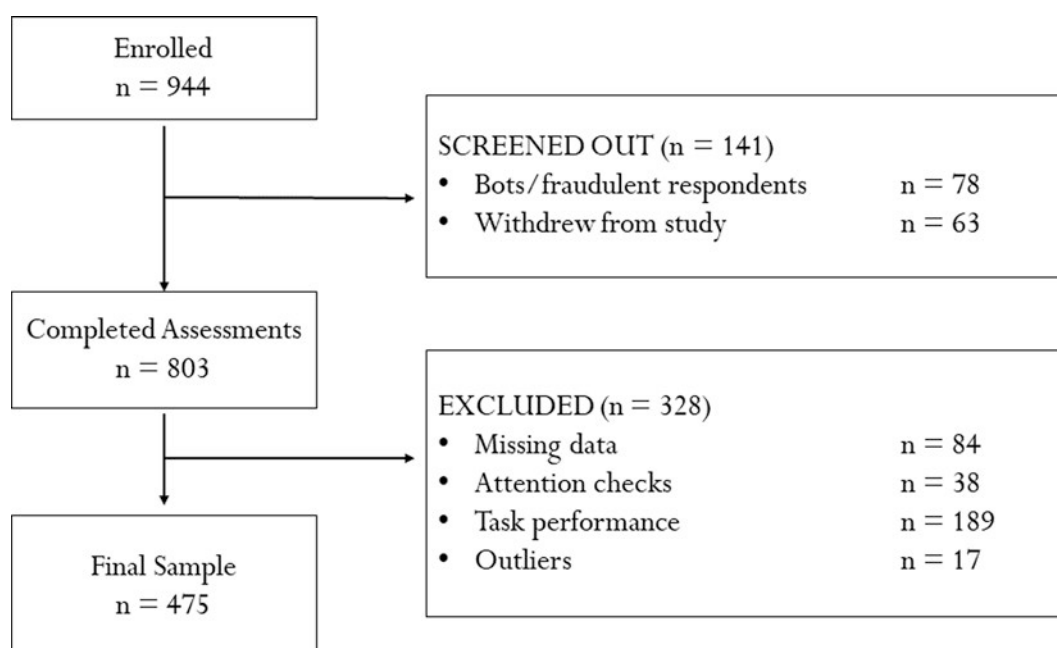 Enrolled
n = 944
SCREENED OUT (n = 141)
• Bots/fraudulent respondents n = 78
• Withdrew from study n = 63
Completed Assessments
n = 803
EXCLUDED (n = 328)
• Missing data n = 84
• Attention checks n = 38
• Task performance n = 189
• Outliers n = 17
Final Sample
n = 475